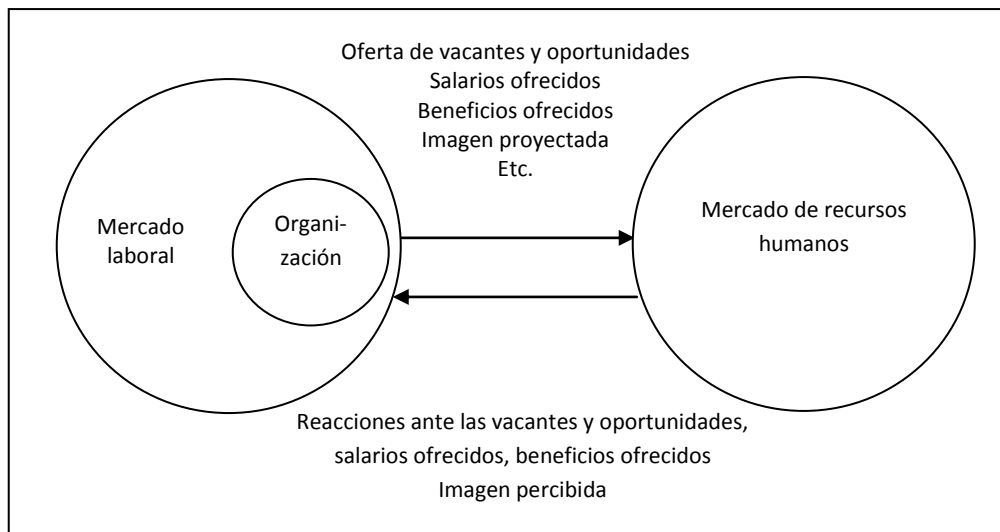 Oferta de vacantes y oportunidades
Salarios ofrecidos
Beneficios ofrecidos
Imagen proyectada
Etc.
Mercado
laboral
Organi-
zación
Mercado de recursos
humanos
Reacciones ante las vacantes y oportunidades,
salarios ofrecidos, beneficios ofrecidos
Imagen percibida